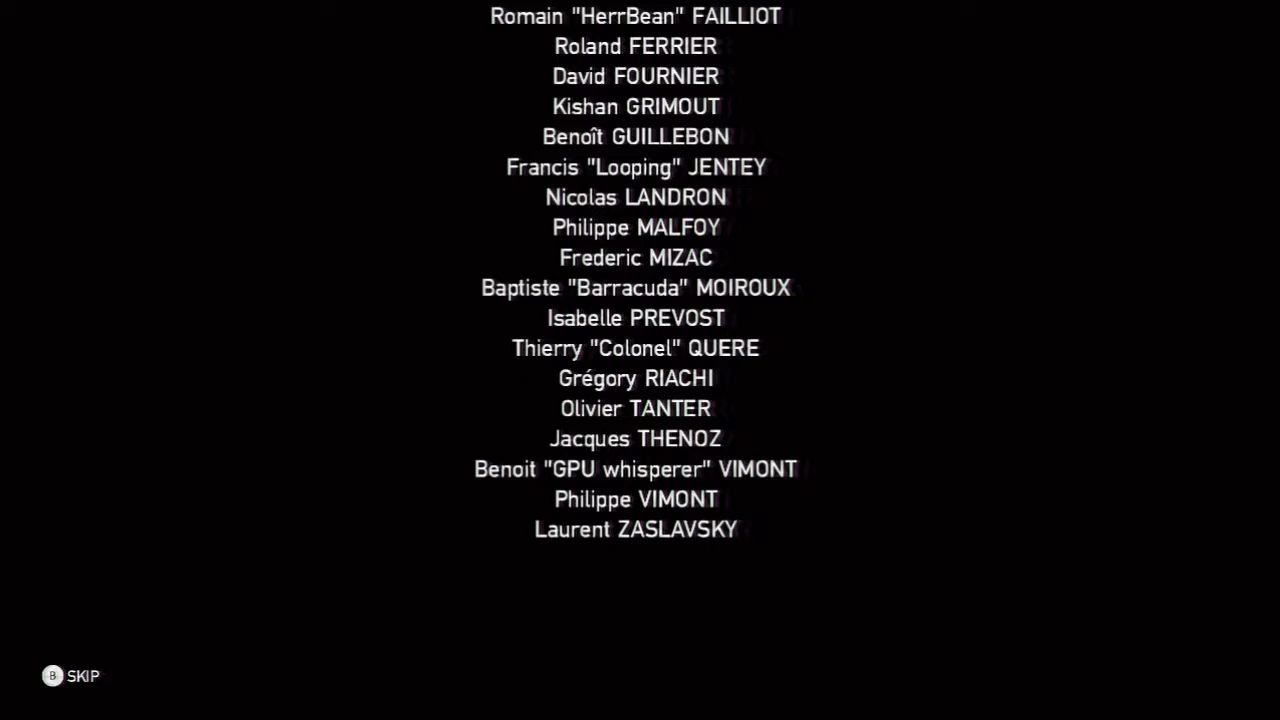 Romain "HerrBean" FAILLIOT
Roland FERRIER
David FOURNIER
Kishan GRIMOUT
Benoît GUILLEBON
Francis "Looping" JENTEY
Nicolas LANDRON
Philippe MALFOY
Frederic MIZAC
Baptiste "Barracuda" MOIROUX
Isabelle PREVOST
Thierry "Colonel" QUERE
Grégory RIACHI
Olivier TANTER
Jacques THENOZ
Benoit "GPU whisperer" VIMONT
Philippe VIMONT
Laurent ZASLAVSKY
B SKIP